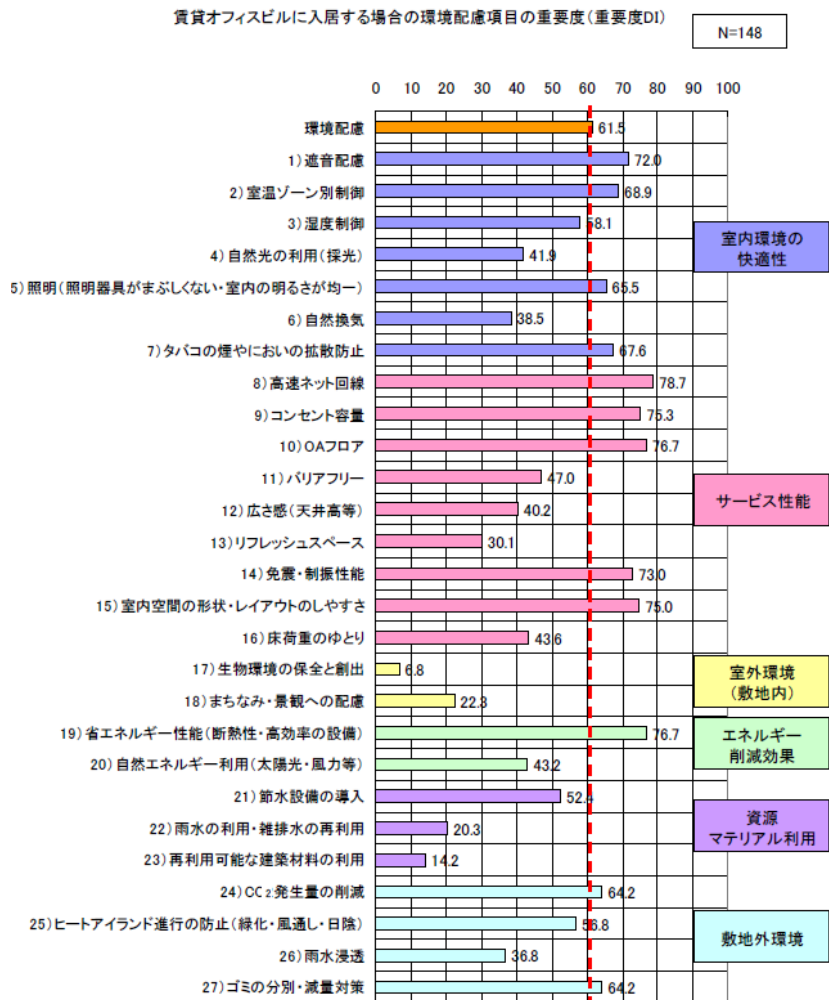 賃貸オフィスビルに入居する場合の環境配慮項目の重要度(重要度DI)
N=148
0 10 20 30 40 50 60 70 80 90 100
環境配慮 61.5
1)遮音配慮 72.0
2)室温ゾーン別制御 68.9
3)湿度制御 58.1
4)自然光の利用(採光) 41.9
5)照明(照明器具がまぶしくない・室内の明るさが均一) 65.5
6)自然換気 38.5
7)タバコの煙やにおいの拡散防止 67.6
室内環境の
快適性
8)高速ネット回線 78.7
9)コンセント容量 75.3
10)OAフロア 76.7
11)バリアフリー 47.0
12)広さ感(天井高等) 40.2
13)リフレッシュスペース 30.1
14)免震・制振性能 73.0
15)室内空間の形状・レイアウトのしやすさ 75.0
16)床荷重のゆとり 43.6
サービス性能
17)生物環境の保全と創出 6.8
18)まちなみ・景観への配慮 22.3
室外環境
(敷地内)
19)省エネルギー性能(断熱性・高効率の設備) 76.7
20)自然エネルギー利用(太陽光・風力等) 43.2
エネルギー
削減効果
21)節水設備の導入 52.4
22)雨水の利用・雑排水の再利用 20.3
23)再利用可能な建築材料の利用 14.2
資源
マテリアル利用
24)CO₂発生量の削減 64.2
25)ヒートアイランド進行の防止(緑化・風通し・日陰) 56.8
26)雨水浸透 36.8
27)ゴミの分別・減量対策 64.2
敷地外環境